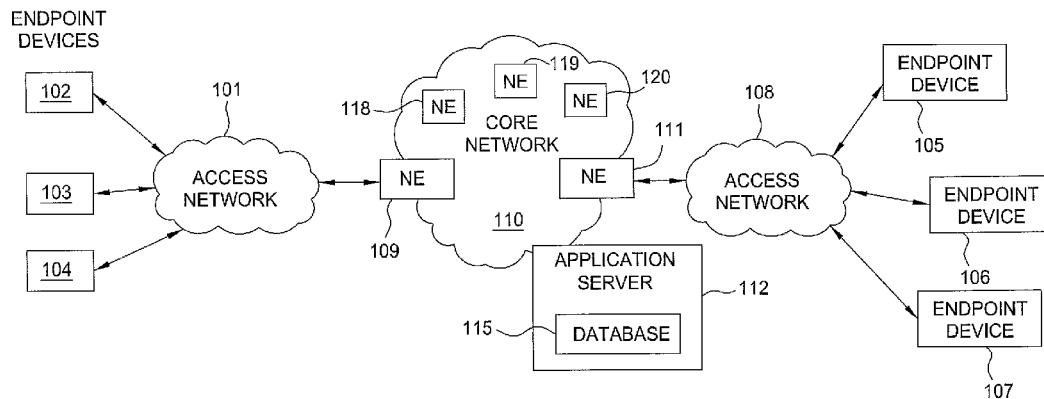 ENDPOINT
DEVICES
102
103
104
101
ACCESS
NETWORK
118
NE
119
NE
120
NE
CORE
NETWORK
NE
109
110
NE
111
APPLICATION
SERVER
112
115
DATABASE
108
ACCESS
NETWORK
ENDPOINT
DEVICE
105
ENDPOINT
DEVICE
106
ENDPOINT
DEVICE
107